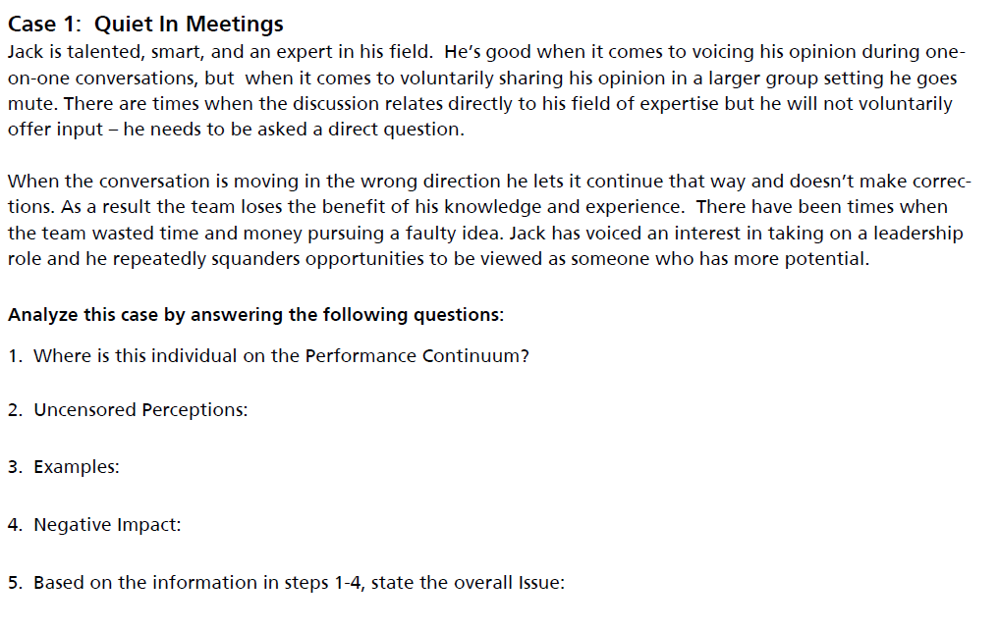 Case 1:  Quiet In Meetings
Jack is talented, smart, and an expert in his field.  He’s good when it comes to voicing his opinion during one-
on-one conversations, but  when it comes to voluntarily sharing his opinion in a larger group setting he goes
mute. There are times when the discussion relates directly to his field of expertise but he will not voluntarily
offer input – he needs to be asked a direct question.
When the conversation is moving in the wrong direction he lets it continue that way and doesn’t make correc-
tions. As a result the team loses the benefit of his knowledge and experience.  There have been times when
the team wasted time and money pursuing a faulty idea. Jack has voiced an interest in taking on a leadership
role and he repeatedly squanders opportunities to be viewed as someone who has more potential.
Analyze this case by answering the following questions:
1.  Where is this individual on the Performance Continuum?
2.  Uncensored Perceptions:
3.  Examples:
4.  Negative Impact:
5.  Based on the information in steps 1-4, state the overall Issue: